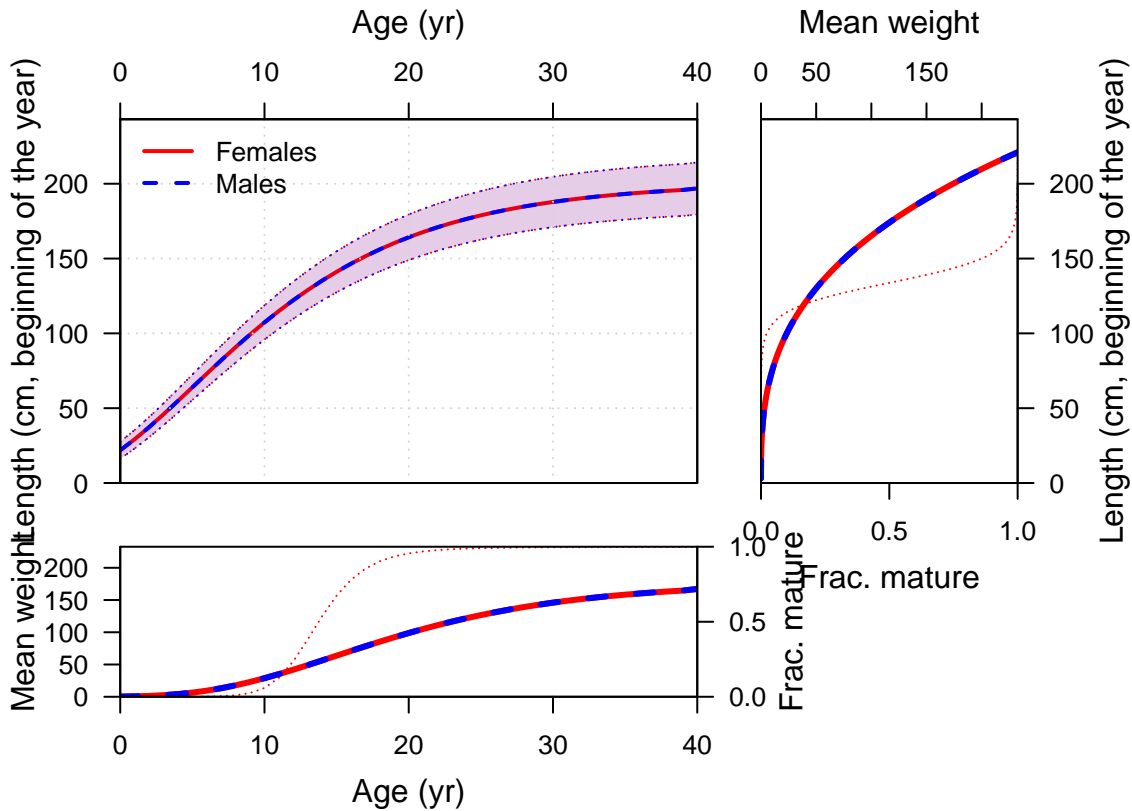 Age (yr)
Mean weight
0 10 20 30 40
0 50 150
Length (cm, beginning of the year)
Females
Males
200
150
100
50
0
200
150
100
50
0
Length (cm, beginning of the year)
0.0 0.5 1.0
Frac. mature
Mean weight
200
150
100
50
0
1.0
0.5
0.0
Frac. mature
0 10 20 30 40
Age (yr)